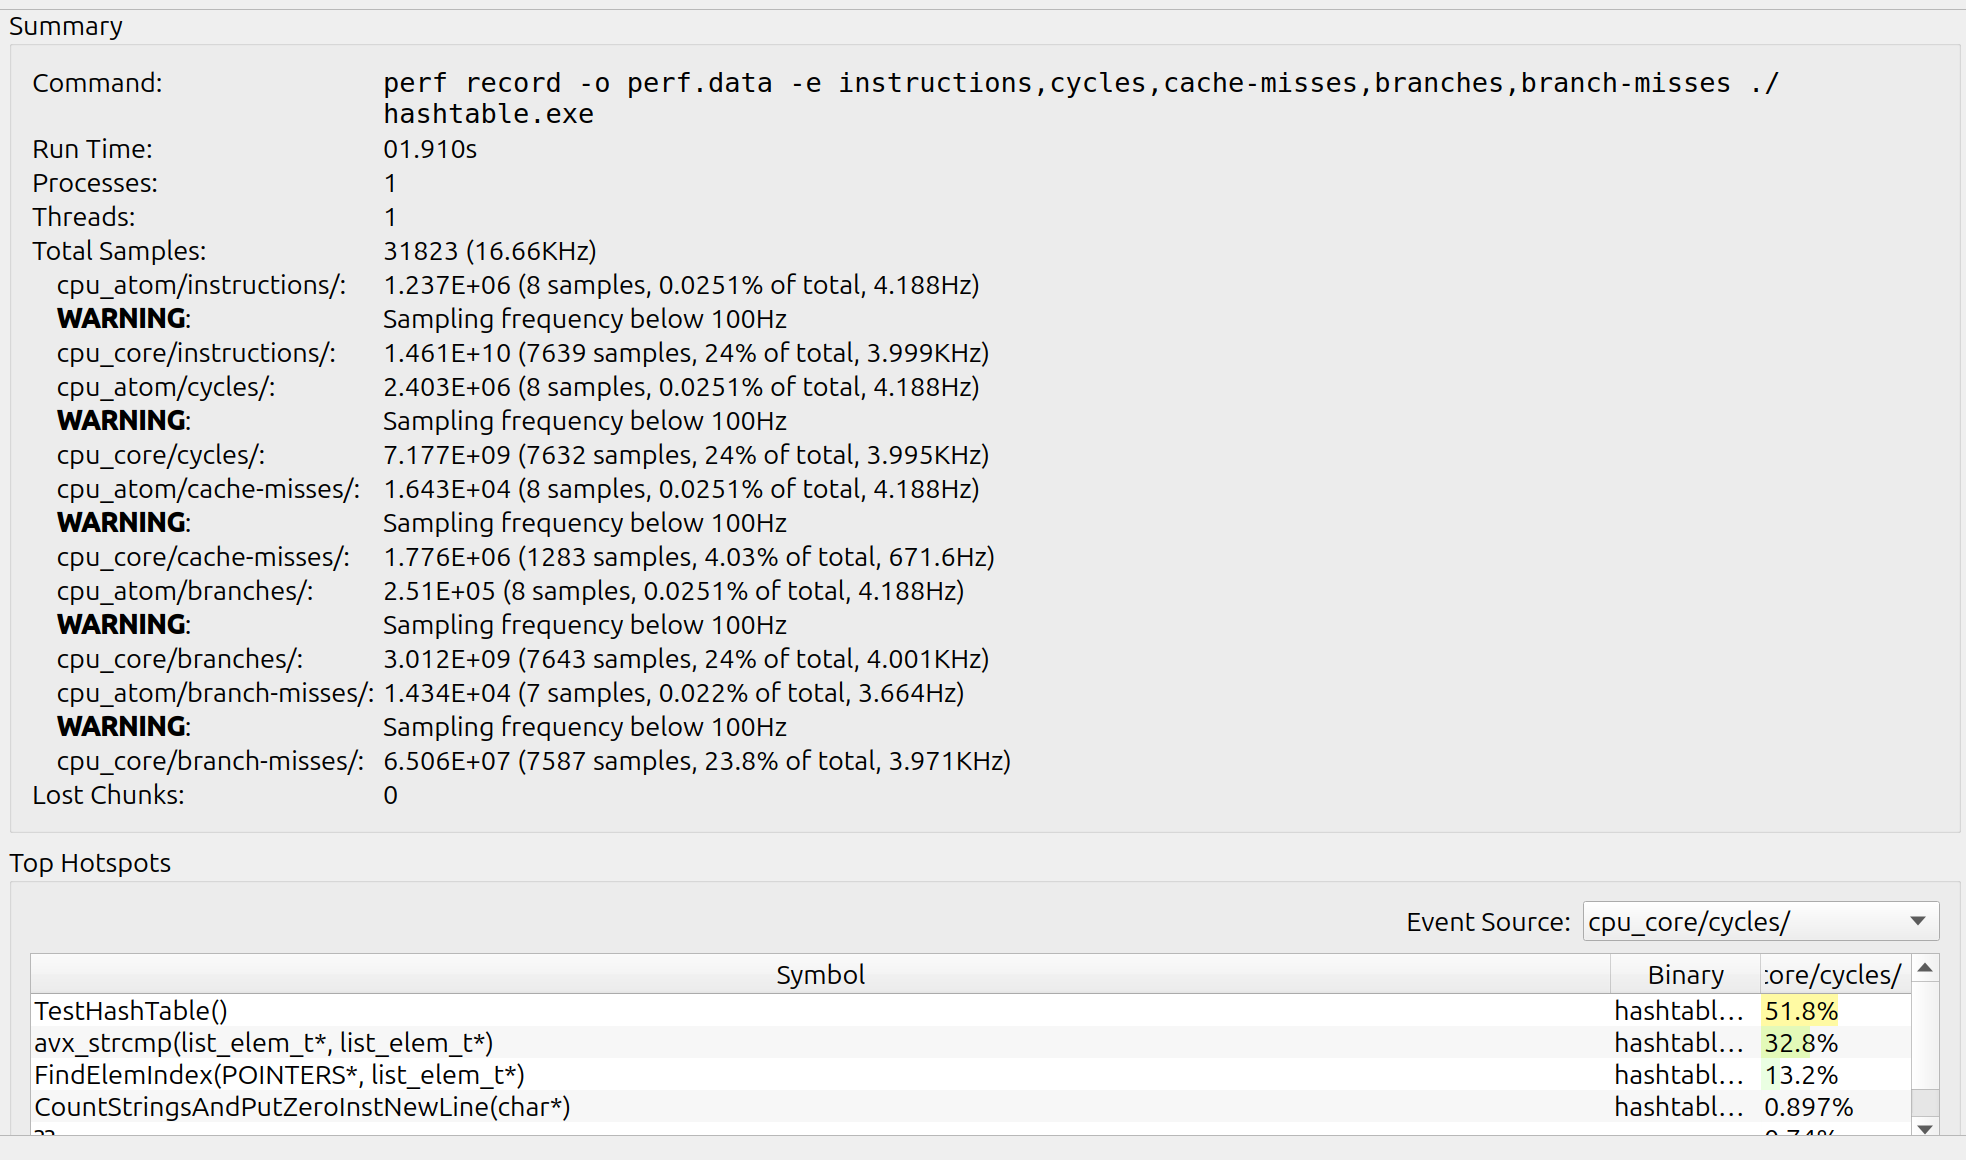 Summary
Command: perf record -o perf.data -e instructions,cycles,cache-misses,branches,branch-misses ./
hashtable.exe
Run Time: 01.910s
Processes: 1
Threads: 1
Total Samples: 31823 (16.66KHz)
cpu_atom/instructions/: 1.237E+06 (8 samples, 0.0251% of total, 4.188Hz)
WARNING: Sampling frequency below 100Hz
cpu_core/instructions/: 1.461E+10 (7639 samples, 24% of total, 3.999KHz)
cpu_atom/cycles/: 2.403E+06 (8 samples, 0.0251% of total, 4.188Hz)
WARNING: Sampling frequency below 100Hz
cpu_core/cycles/: 7.177E+09 (7632 samples, 24% of total, 3.995KHz)
cpu_atom/cache-misses/: 1.643E+04 (8 samples, 0.0251% of total, 4.188Hz)
WARNING: Sampling frequency below 100Hz
cpu_core/cache-misses/: 1.776E+06 (1283 samples, 4.03% of total, 671.6Hz)
cpu_atom/branches/: 2.51E+05 (8 samples, 0.0251% of total, 4.188Hz)
WARNING: Sampling frequency below 100Hz
cpu_core/branches/: 3.012E+09 (7643 samples, 24% of total, 4.001KHz)
cpu_atom/branch-misses/: 1.434E+04 (7 samples, 0.022% of total, 3.664Hz)
WARNING: Sampling frequency below 100Hz
cpu_core/branch-misses/: 6.506E+07 (7587 samples, 23.8% of total, 3.971KHz)
Lost Chunks: 0
Top Hotspots
Event Source: cpu_core/cycles/
Symbol Binary core/cycles/
TestHashTable() hashtabl… 51.8%
avx_strcmp(list_elem_t*, list_elem_t*) hashtabl… 32.8%
FindElemIndex(POINTERS*, list_elem_t*) hashtabl… 13.2%
CountStringsAndPutZeroInstNewLine(char*) hashtabl… 0.897%